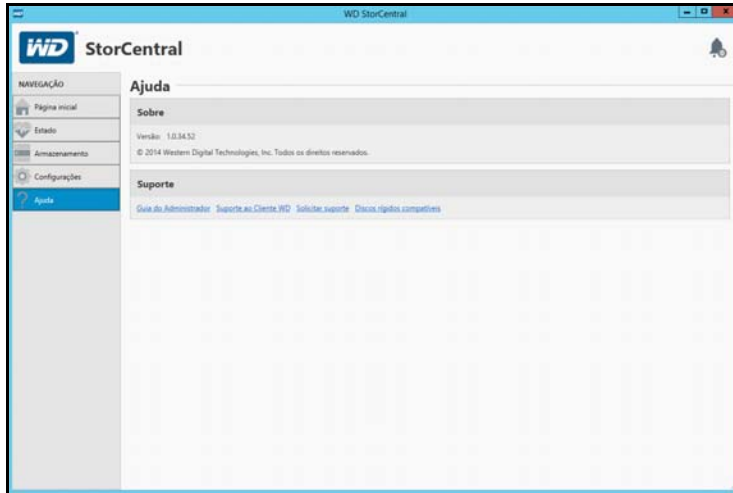 WD StorCentral
WD StorCentral
NAVEGAÇÃO
Página inicial
Estado
Armazenamento
Configurações
Ajuda
Ajuda
Sobre
Versão: 1.0.34.52
© 2014 Western Digital Technologies, Inc. Todos os direitos reservados.
Suporte
Guia do Administrador Suporte ao Cliente WD Solicitar suporte Discos rígidos compatíveis